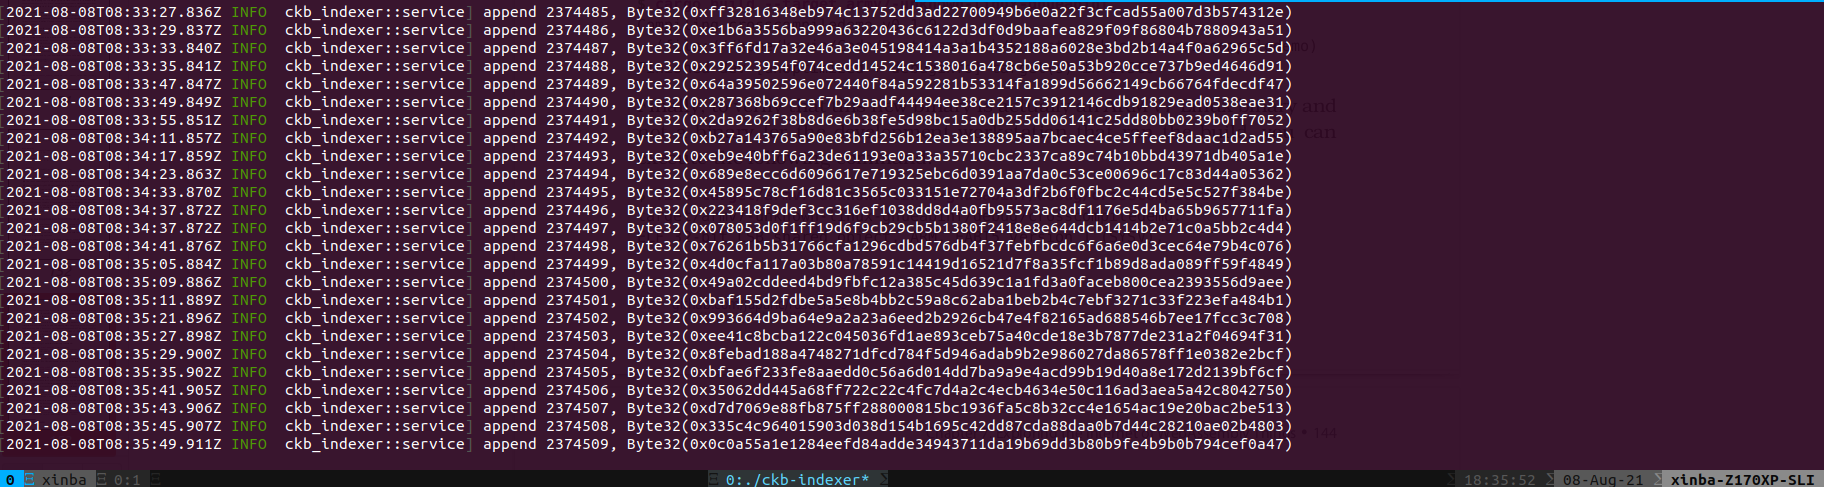 [2021-08-08T08:33:27.836Z INFO  ckb_indexer::service] append 2374485, Byte32(0xff32816348eb974c13752dd3ad22700949b6e0a22f3cfcad55a007d3b574312e)
[2021-08-08T08:33:29.837Z INFO  ckb_indexer::service] append 2374486, Byte32(0xe1b6a3556ba999a63220436c6122d3df0d9baafea829f09f86804b7880943a51)
[2021-08-08T08:33:33.840Z INFO  ckb_indexer::service] append 2374487, Byte32(0x3ff6fd17a32e46a3e045198414a3a1b4352188a6028e3bd2b14a4f0a62965c5d)
[2021-08-08T08:33:35.841Z INFO  ckb_indexer::service] append 2374488, Byte32(0x292523954f074cedd14524c1538016a478cb6e50a53b920cce737b9ed4646d91)
[2021-08-08T08:33:47.847Z INFO  ckb_indexer::service] append 2374489, Byte32(0x64a39502596e072440f84a592281b53314fa1899d56662149cb66764fdecdf47)
[2021-08-08T08:33:49.849Z INFO  ckb_indexer::service] append 2374490, Byte32(0x287368b69ccef7b29aadf44494ee38ce2157c3912146cdb91829ead0538eae31)
[2021-08-08T08:33:55.851Z INFO  ckb_indexer::service] append 2374491, Byte32(0x2da9262f38b8d6e6b38fe5d98bc15a0db255dd06141c25dd80bb0239b0ff7052)
[2021-08-08T08:34:11.857Z INFO  ckb_indexer::service] append 2374492, Byte32(0xb27a143765a90e83bfd256b12ea3e138895aa7bcaec4ce5ffeef8daac1d2ad55)
[2021-08-08T08:34:17.859Z INFO  ckb_indexer::service] append 2374493, Byte32(0xeb9e40bff6a23de61193e0a33a35710cbc2337ca89c74b10bbd43971db405a1e)
[2021-08-08T08:34:23.863Z INFO  ckb_indexer::service] append 2374494, Byte32(0x689e8ecc6d6096617e719325ebc6d0391aa7da0c53ce00696c17c83d44a05362)
[2021-08-08T08:34:33.870Z INFO  ckb_indexer::service] append 2374495, Byte32(0x45895c78cf16d81c3565c033151e72704a3df2b6f0fbc2c44cd5e5c527f384be)
[2021-08-08T08:34:37.872Z INFO  ckb_indexer::service] append 2374496, Byte32(0x223418f9def3cc316ef1038dd8d4a0fb95573ac8df1176e5d4ba65b9657711fa)
[2021-08-08T08:34:37.872Z INFO  ckb_indexer::service] append 2374497, Byte32(0x078053d0f1ff19d6f9cb29cb5b1380f2418e8e644dcb1414b2e71c0a5bb2c4d4)
[2021-08-08T08:34:41.876Z INFO  ckb_indexer::service] append 2374498, Byte32(0x76261b5b31766cfa1296cdbd576db4f37febfbcdc6f6a6e0d3cec64e79b4c076)
[2021-08-08T08:35:05.884Z INFO  ckb_indexer::service] append 2374499, Byte32(0x4d0cfa117a03b80a78591c14419d16521d7f8a35fcf1b89d8ada089ff59f4849)
[2021-08-08T08:35:09.886Z INFO  ckb_indexer::service] append 2374500, Byte32(0x49a02cddeed4bd9fbfc12a385c45d639c1a1fd3a0faceb800cea2393556d9aee)
[2021-08-08T08:35:11.889Z INFO  ckb_indexer::service] append 2374501, Byte32(0xbaf155d2fdbe5a5e8b4bb2c59a8c62aba1beb2b4c7ebf3271c33f223efa484b1)
[2021-08-08T08:35:21.896Z INFO  ckb_indexer::service] append 2374502, Byte32(0x993664d9ba64e9a2a23a6eed2b2926cb47e4f82165ad688546b7ee17fcc3c708)
[2021-08-08T08:35:27.898Z INFO  ckb_indexer::service] append 2374503, Byte32(0xee41c8bcba122c045036fd1ae893ceb75a40cde18e3b7877de231a2f04694f31)
[2021-08-08T08:35:29.900Z INFO  ckb_indexer::service] append 2374504, Byte32(0x8febad188a4748271dfcd784f5d946adab9b2e986027da86578ff1e0382e2bcf)
[2021-08-08T08:35:35.902Z INFO  ckb_indexer::service] append 2374505, Byte32(0xbfae6f233fe8aaedd0c56a6d014dd7ba9a9e4acd99b19d40a8e172d2139bf6cf)
[2021-08-08T08:35:41.905Z INFO  ckb_indexer::service] append 2374506, Byte32(0x35062dd445a68ff722c22c4fc7d4a2c4ecb4634e50c116ad3aea5a42c8042750)
[2021-08-08T08:35:43.906Z INFO  ckb_indexer::service] append 2374507, Byte32(0xd7d7069e88fb875ff288000815bc1936fa5c8b32cc4e1654ac19e20bac2be513)
[2021-08-08T08:35:45.907Z INFO  ckb_indexer::service] append 2374508, Byte32(0x335c4c964015903d038d154b1695c42dd87cda88daa0b7d44c28210ae02b4803)
[2021-08-08T08:35:49.911Z INFO  ckb_indexer::service] append 2374509, Byte32(0x0c0a55a1e1284eefd84adde34943711da19b69dd3b80b9fe4b9b0b794cef0a47)
0 xinba 0:1 0:./ckb-indexer* 18:35:52 08-Aug-21 xinba-Z170XP-SLI